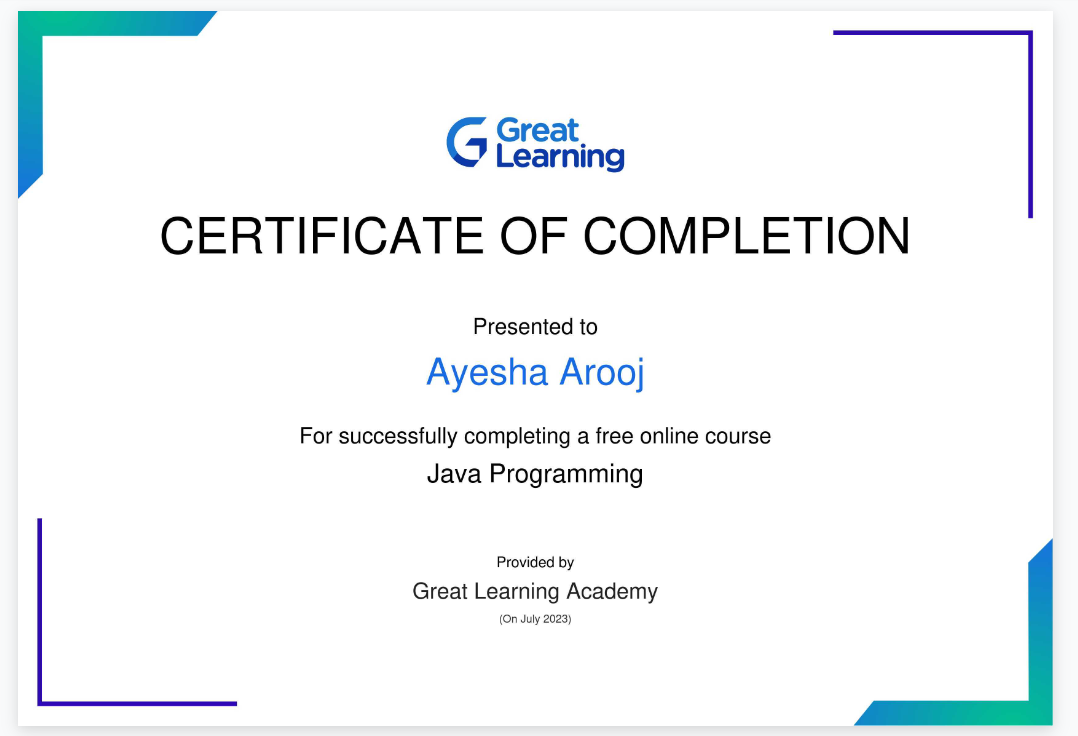 Great
Learning
CERTIFICATE OF COMPLETION
Presented to
Ayesha Arooj
For successfully completing a free online course
Java Programming
Provided by
Great Learning Academy
(On July 2023)